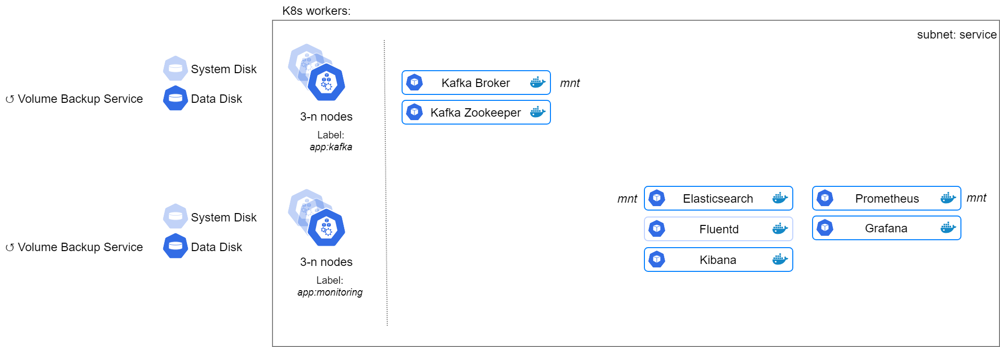 K8s workers:
subnet: service
System Disk
↺ Volume Backup Service
Data Disk
3-n nodes
Label:
app:kafka
Kafka Broker
mnt
Kafka Zookeeper
System Disk
↺ Volume Backup Service
Data Disk
3-n nodes
Label:
app:monitoring
mnt
Elasticsearch
Fluentd
Kibana
Prometheus
mnt
Grafana